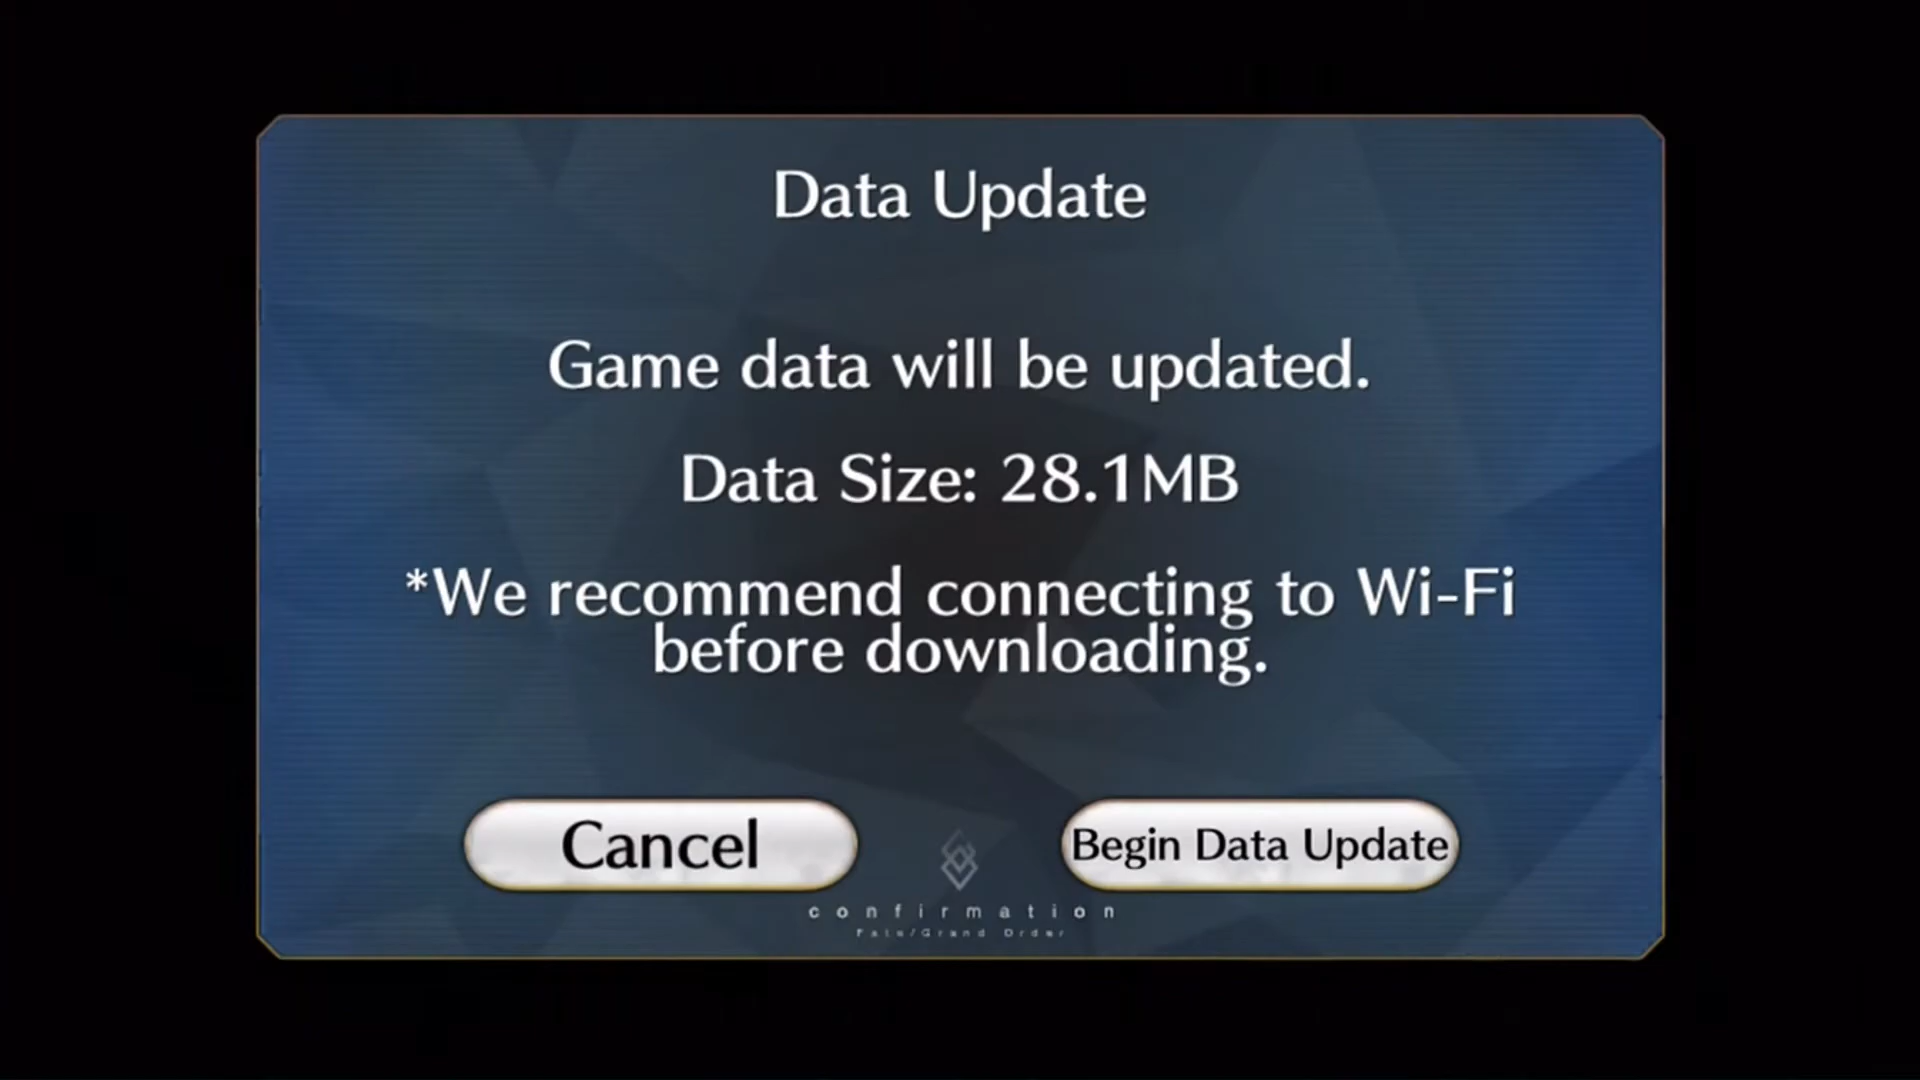 Data Update
Game data will be updated.
Data Size: 28.1MB
*We recommend connecting to Wi-Fi
before downloading.
Cancel
Begin Data Update
confirmation
Fate/Grand Order